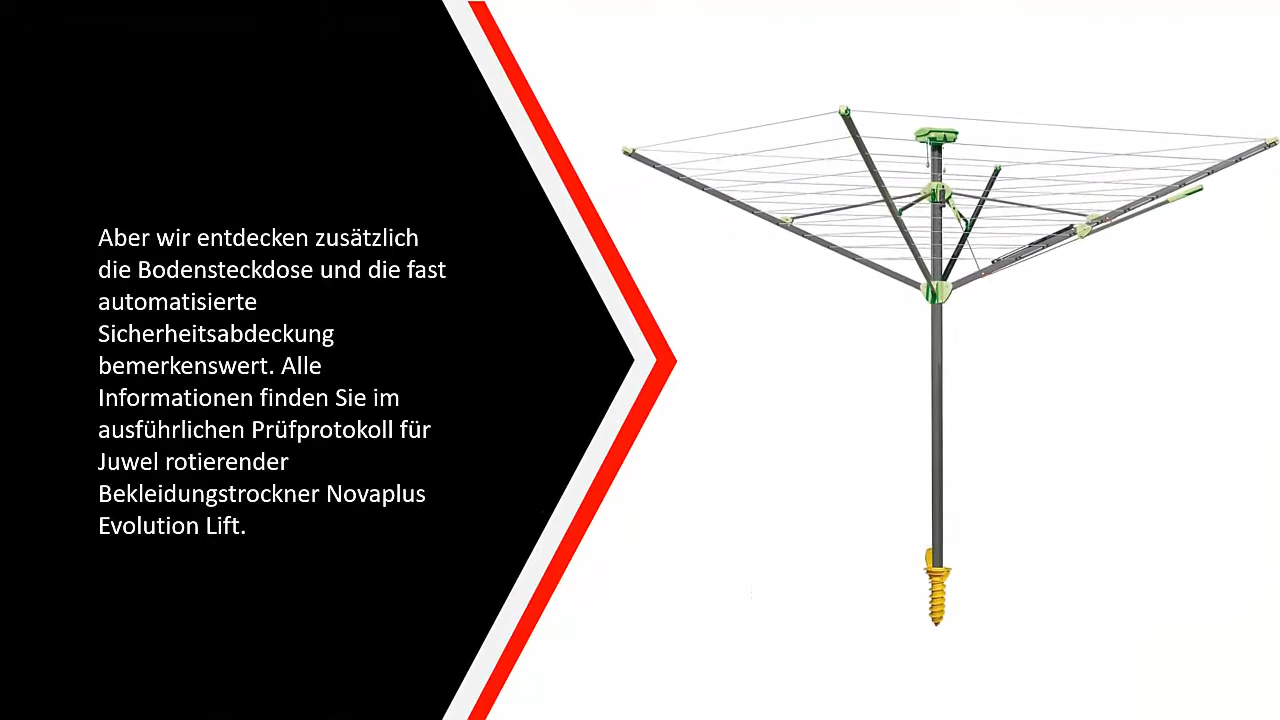 Aber wir entdecken zusätzlich
die Bodensteckdose und die fast
automatisierte
Sicherheitsabdeckung
bemerkenswert. Alle
Informationen finden Sie im
ausführlichen Prüfprotokoll für
Juwel rotierender
Bekleidungstrockner Novaplus
Evolution Lift.